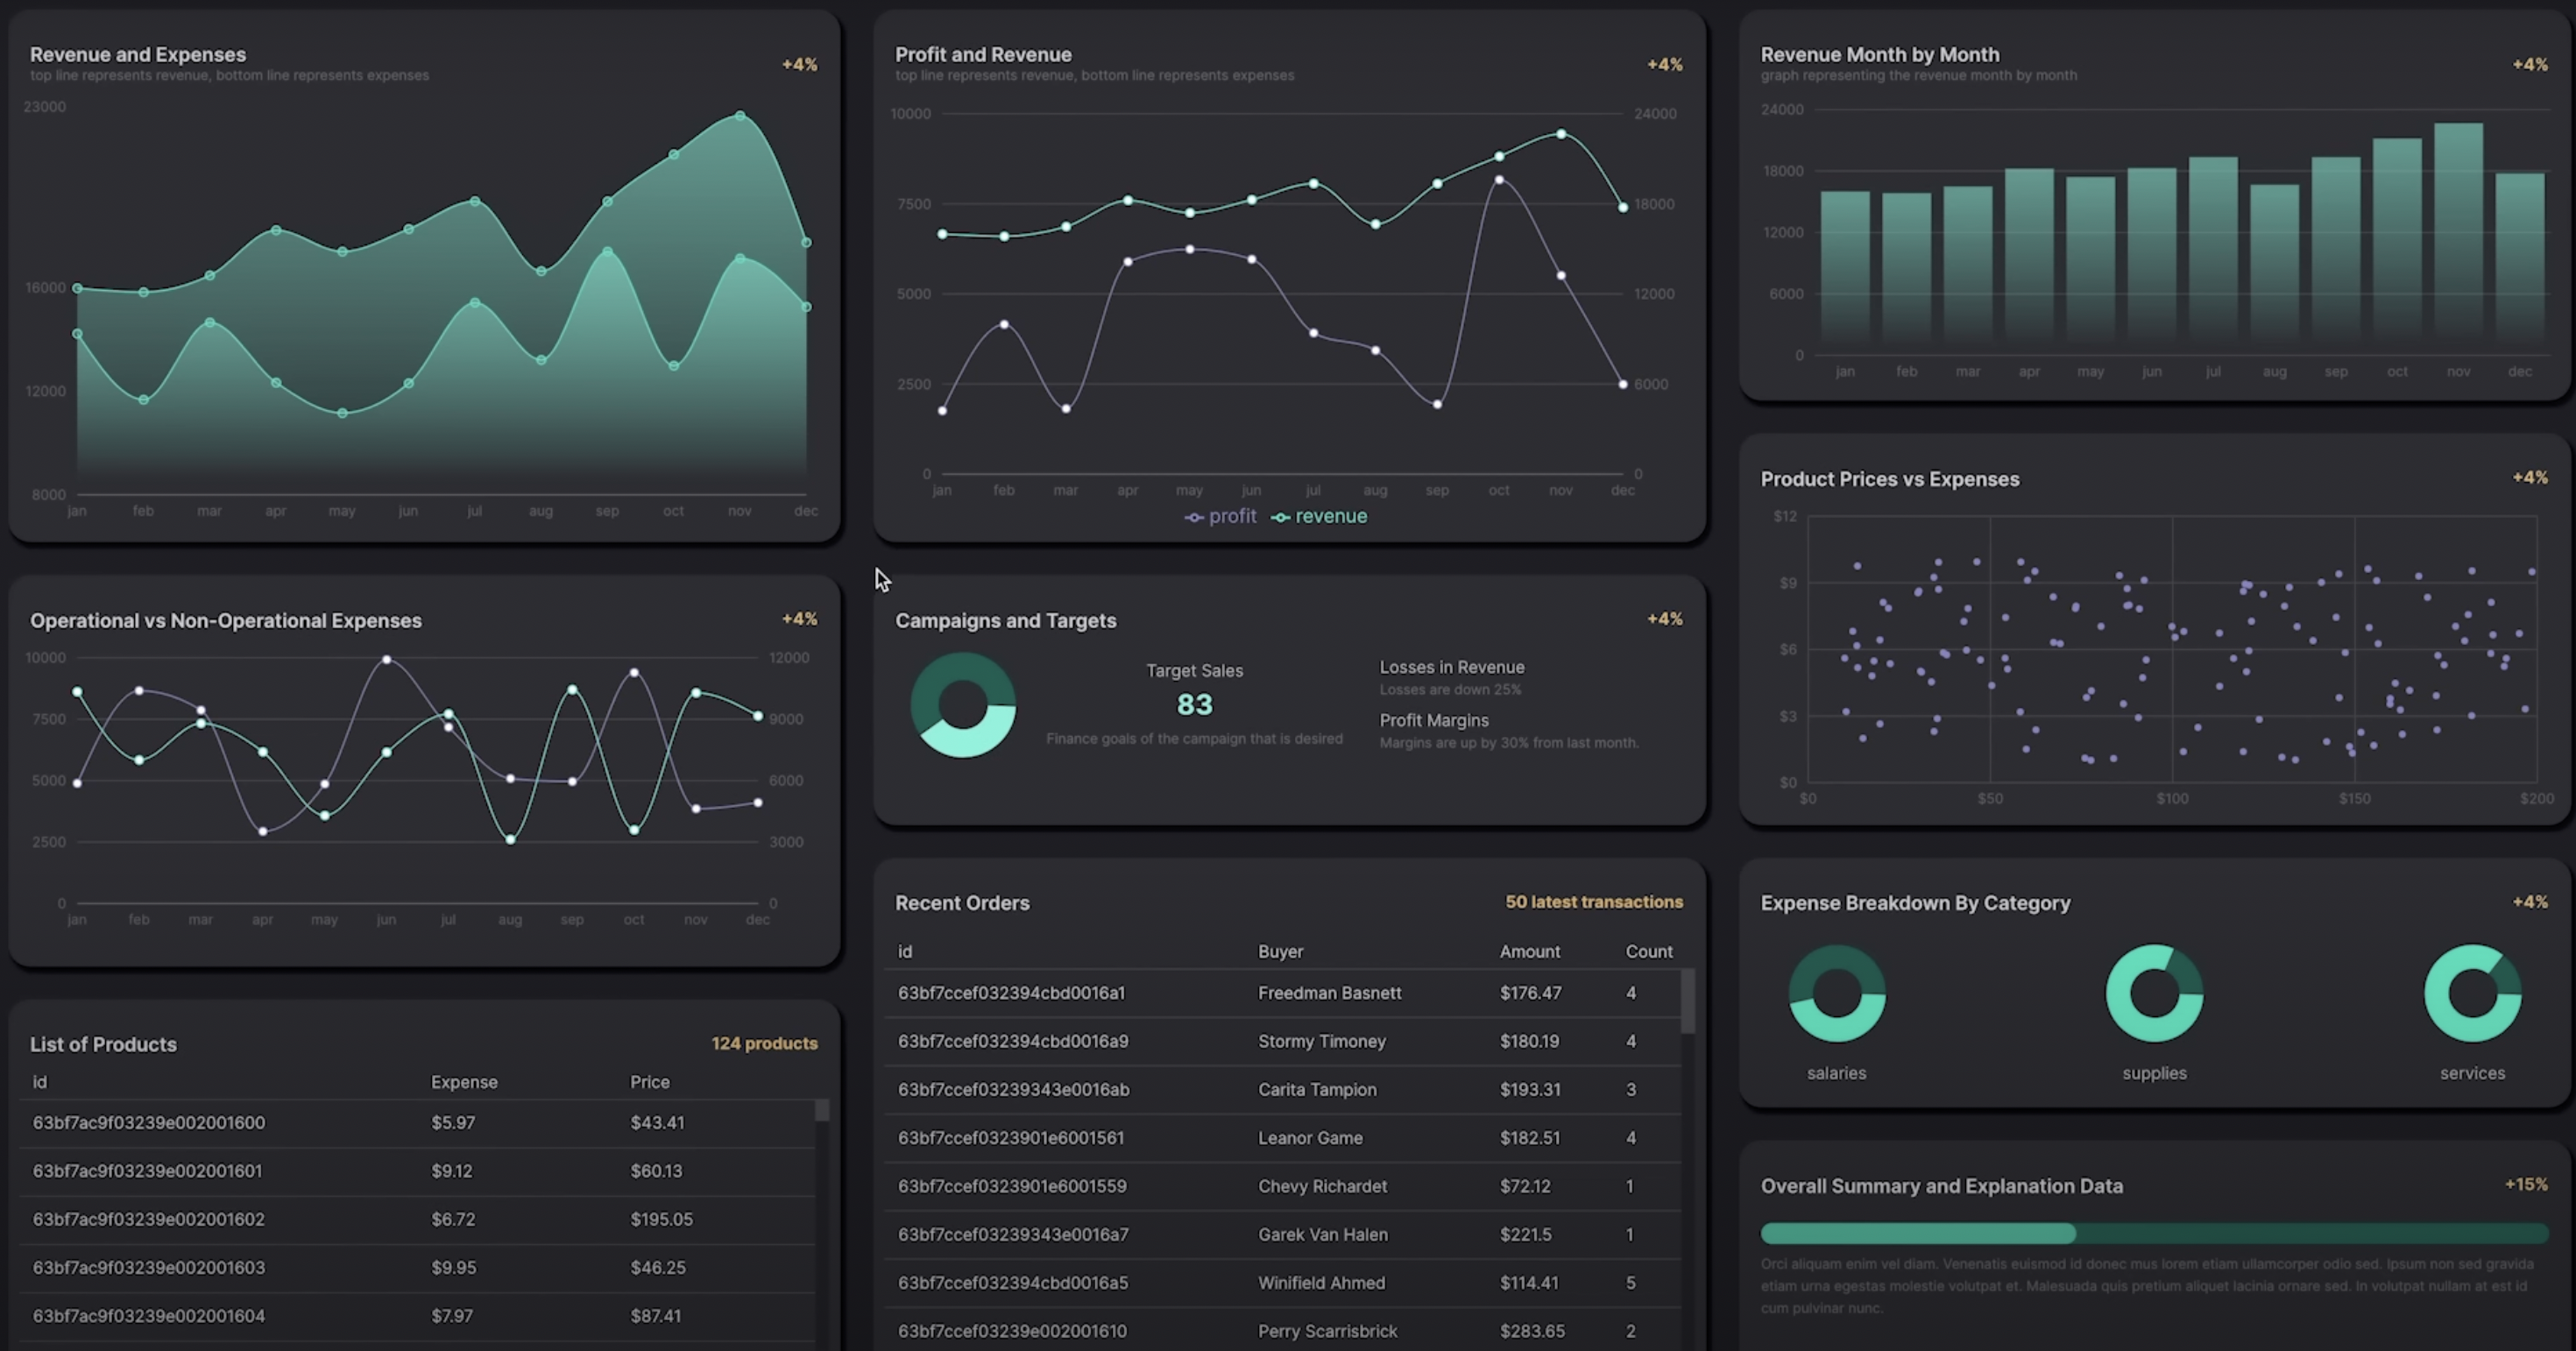 Revenue and Expenses
top line represents revenue, bottom line represents expenses
+4%
23000
16000
12000
8000
jan feb mar apr may jun jul aug sep oct nov dec
Profit and Revenue
top line represents revenue, bottom line represents expenses
+4%
10000 24000
7500 18000
5000 12000
2500 6000
0 0
jan feb mar apr may jun jul aug sep oct nov dec
profit revenue
Revenue Month by Month
graph representing the revenue month by month
+4%
24000
18000
12000
6000
0
jan feb mar apr may jun jul aug sep oct nov dec
Operational vs Non-Operational Expenses
+4%
10000 12000
7500 9000
5000 6000
2500 3000
0 0
jan feb mar apr may jun jul aug sep oct nov dec
Campaigns and Targets
+4%
Target Sales
83
Finance goals of the campaign that is desired
Losses in Revenue
Losses are down 25%
Profit Margins
Margins are up by 30% from last month.
Product Prices vs Expenses
+4%
$12
$9
$6
$3
$0
$0 $50 $100 $150 $200
List of Products
124 products
id Expense Price
63bf7ac9f03239e002001600 $5.97 $43.41
63bf7ac9f03239e002001601 $9.12 $60.13
63bf7ac9f03239e002001602 $6.72 $195.05
63bf7ac9f03239e002001603 $9.95 $46.25
63bf7ac9f03239e002001604 $7.97 $87.41
Recent Orders
50 latest transactions
id Buyer Amount Count
63bf7ccef032394cbd0016a1 Freedman Basnett $176.47 4
63bf7ccef032394cbd0016a9 Stormy Timoney $180.19 4
63bf7ccef03239343e0016ab Carita Tampion $193.31 3
63bf7ccef0323901e6001561 Leanor Game $182.51 4
63bf7ccef0323901e6001559 Chevy Richardet $72.12 1
63bf7ccef03239343e0016a7 Garek Van Halen $221.5 1
63bf7ccef032394cbd0016a5 Winifield Ahmed $114.41 5
63bf7ccef03239e002001610 Perry Scarrisbrick $283.65 2
Expense Breakdown By Category
+4%
salaries supplies services
Overall Summary and Explanation Data
+15%
Orci aliquam enim vel diam. Venenatis euismod id donec mus lorem etiam ullamcorper odio sed. Ipsum non sed gravida
etiam urna egestas molestie volutpat et. Malesuada quis pretium aliquet lacinia ornare sed. In volutpat nullam at est id
cum pulvinar nunc.